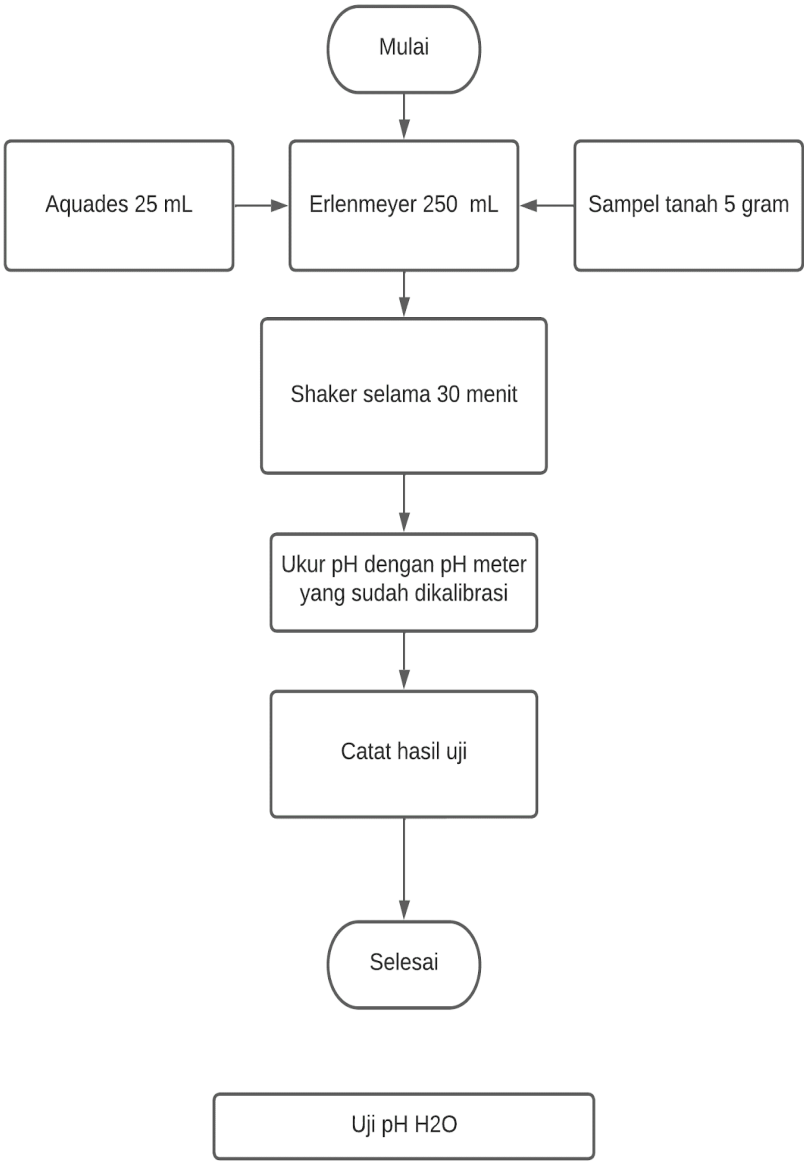 Mulai
Aquades 25 mL
Erlenmeyer 250  mL
Sampel tanah 5 gram
Shaker selama 30 menit
Ukur pH dengan pH meter
yang sudah dikalibrasi
Catat hasil uji
Selesai
Uji pH H2O